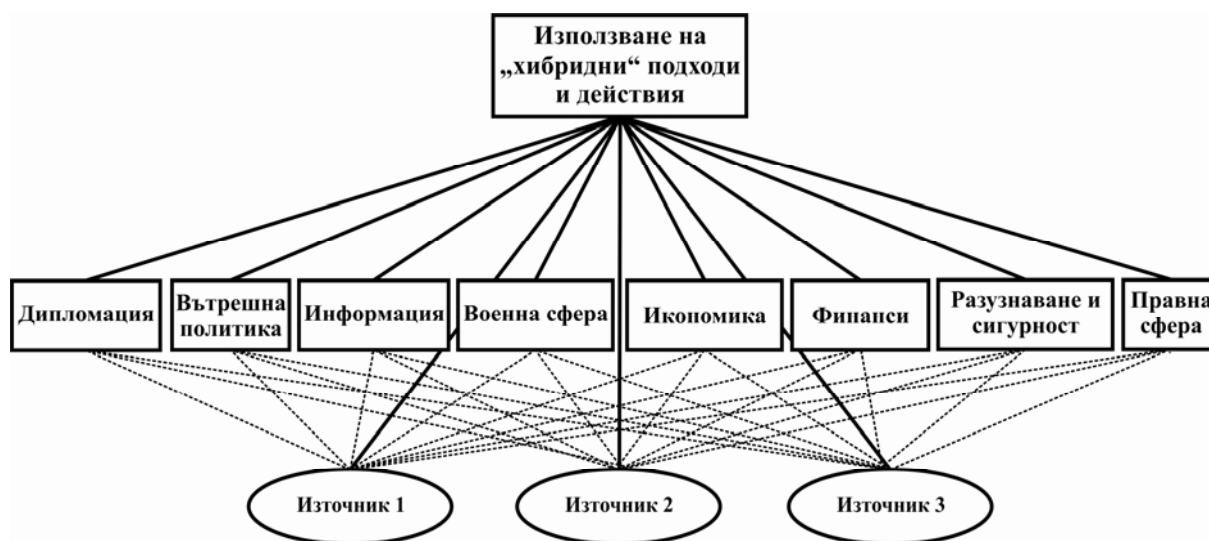 Използване на
„хибридни“ подходи
и действия
Дипломация
Вътрешна
политика
Информация
Военна сфера
Икономика
Финанси
Разузнаване и
сигурност
Правна
сфера
Източник 1
Източник 2
Източник 3